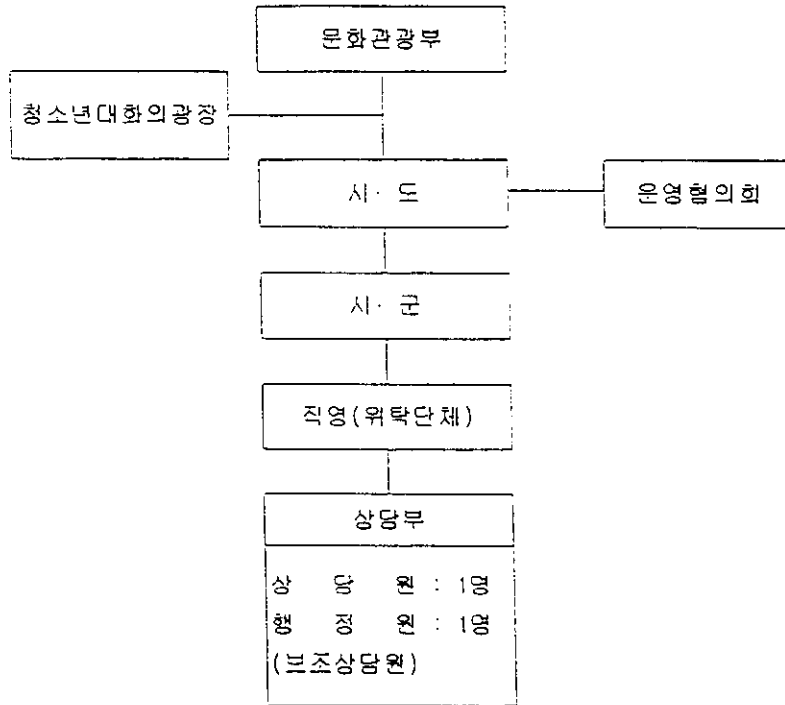 문화관광부
청소년대화의광장
시· 도
운영협의회
시· 군
직영(위탁단체)
상담부
상 담 원 : 1명
행 정 원 : 1명
(보조상담원)